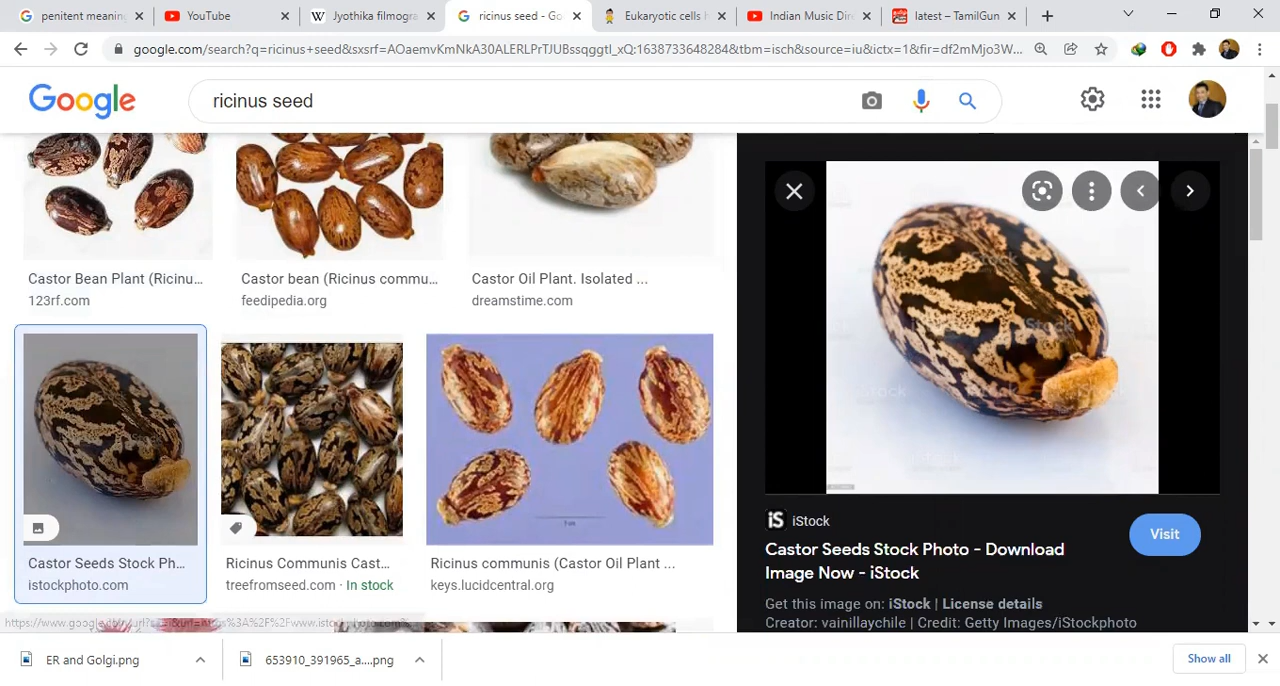 penitent meaning
YouTube
Jyothika filmogra
ricinus seed - Go
Eukaryotic cells h
Indian Music Dire
latest – TamilGun
google.com/search?q=ricinus+seed&sxsrf=AOaemvKmNkA30ALERLPrTJUBssqggtl_xQ:1638733648284&tbm=isch&source=iu&ictx=1&fir=df2mMjo3W...
Google
ricinus seed
Castor Bean Plant (Ricinu...
123rf.com
Castor bean (Ricinus commu...
feedipedia.org
Castor Oil Plant. Isolated ...
dreamstime.com
iStock
Castor Seeds Stock Ph...
istockphoto.com
Ricinus Communis Cast...
treefromseed.com · In stock
Ricinus communis (Castor Oil Plant ...
keys.lucidcentral.org
iS iStock
Visit
Castor Seeds Stock Photo - Download
Image Now - iStock
Get this image on: iStock | License details
Creator: vainillaychile | Credit: Getty Images/iStockphoto
ER and Golgi.png
653910_391965_a....png
Show all